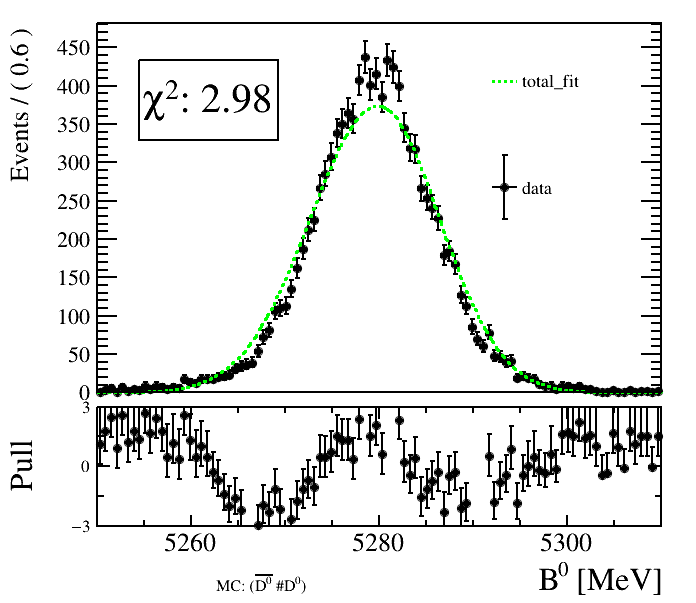 Events / ( 0.6 )
450
400
350
300
250
200
150
100
50
0
χ²: 2.98
total_fit
data
Pull
3
0
−3
5260
5280
5300
MC: (D̅⁰ #D⁰)
B⁰ [MeV]